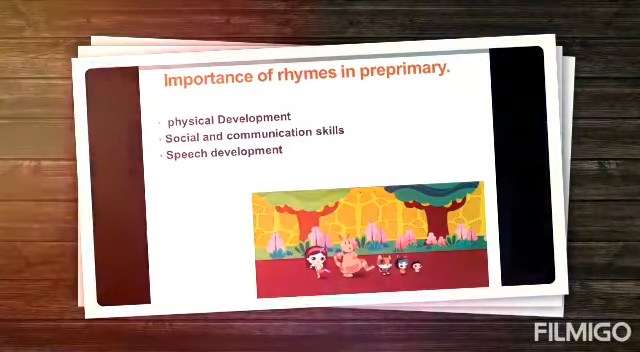 Importance of rhymes in preprimary.
· physical Development
· Social and communication skills
· Speech development
FILMIGO